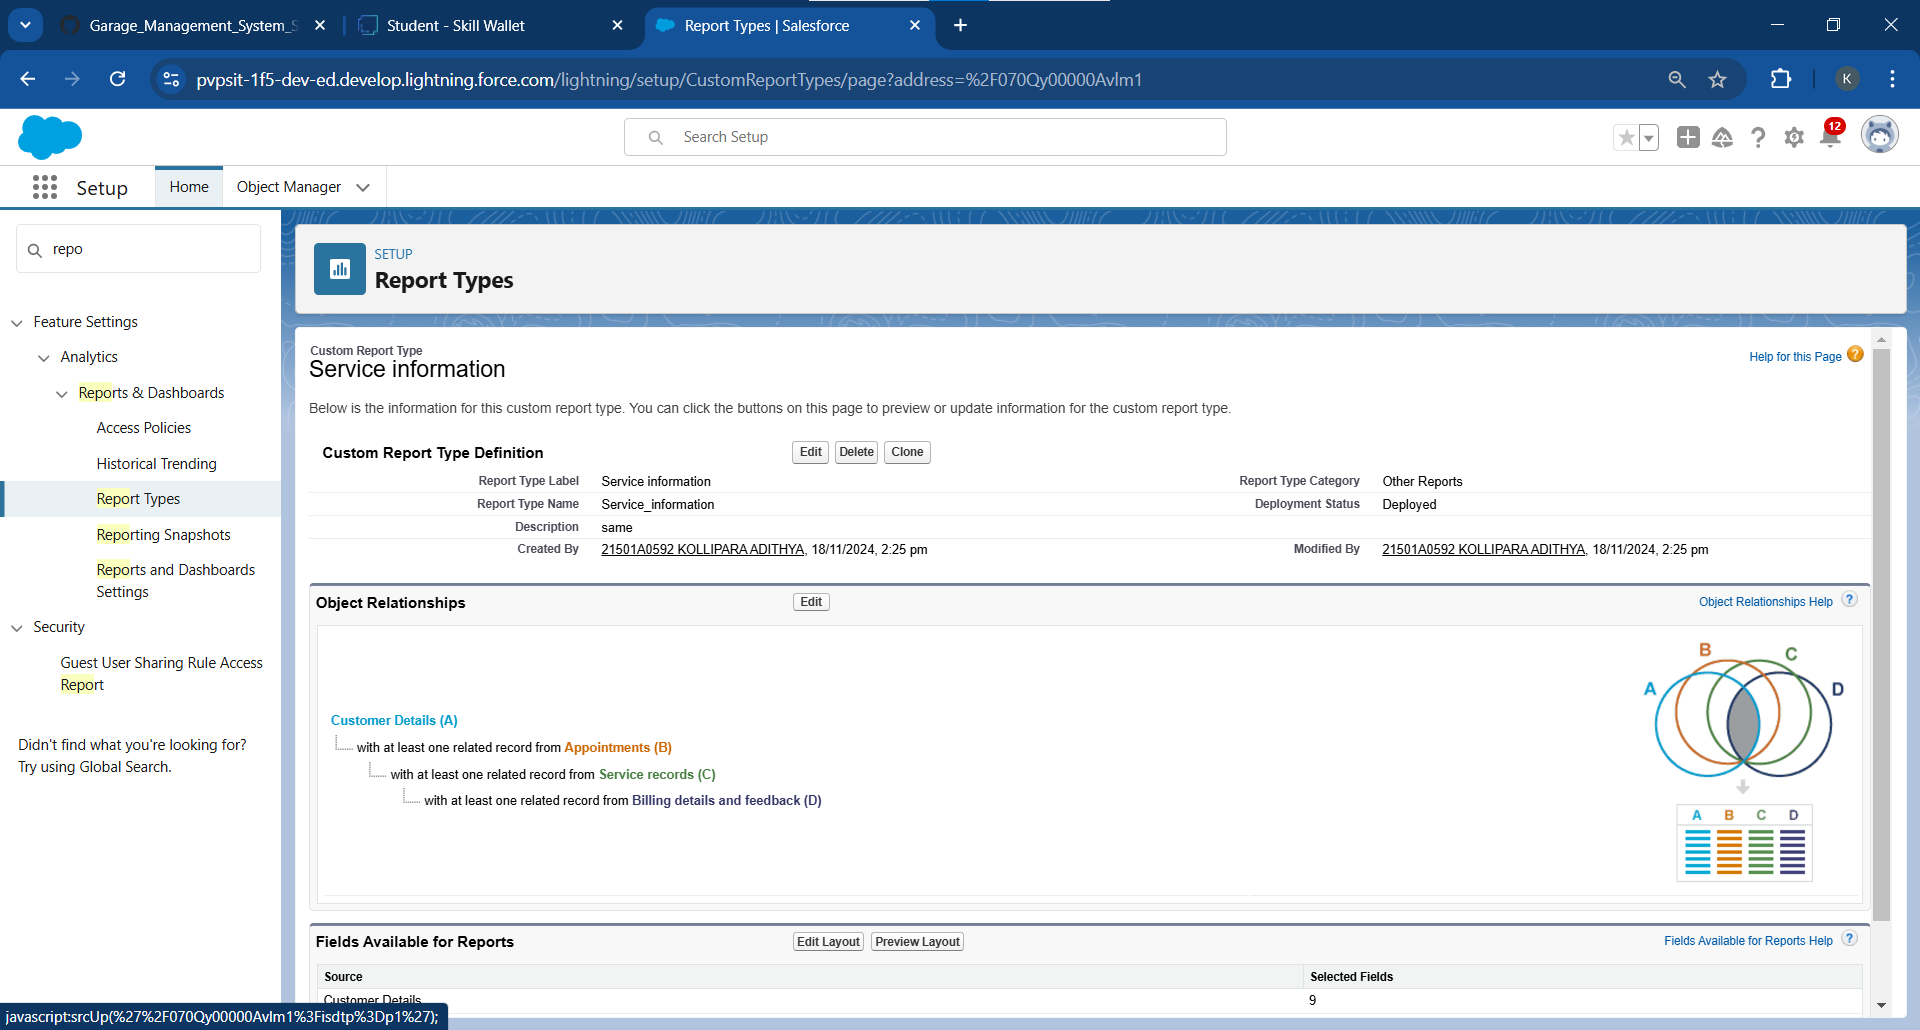 Garage_Management_System_S
Student - Skill Wallet
Report Types | Salesforce
pvpsit-1f5-dev-ed.develop.lightning.force.com/lightning/setup/CustomReportTypes/page?address=%2F070Qy00000Avlm1
K
Search Setup
12
Setup
Home
Object Manager
repo
Feature Settings
Analytics
Reports & Dashboards
Access Policies
Historical Trending
Report Types
Reporting Snapshots
Reports and Dashboards
Settings
Security
Guest User Sharing Rule Access
Report
Didn't find what you're looking for?
Try using Global Search.
SETUP
Report Types
Custom Report Type
Service information
Help for this Page ?
Below is the information for this custom report type. You can click the buttons on this page to preview or update information for the custom report type.
Custom Report Type Definition Edit Delete Clone
Report Type Label Service information Report Type Category Other Reports
Report Type Name Service_information Deployment Status Deployed
Description same
Created By 21501A0592 KOLLIPARA ADITHYA, 18/11/2024, 2:25 pm Modified By 21501A0592 KOLLIPARA ADITHYA, 18/11/2024, 2:25 pm
Object Relationships Edit Object Relationships Help ?
Customer Details (A)
with at least one related record from Appointments (B)
with at least one related record from Service records (C)
with at least one related record from Billing details and feedback (D)
B C
A D
A B C D
Fields Available for Reports Edit Layout Preview Layout Fields Available for Reports Help ?
Source Selected Fields
Customer Details 9
javascript:srcUp(%27%2F070Qy00000Avlm1%3Fisdtp%3Dp1%27);